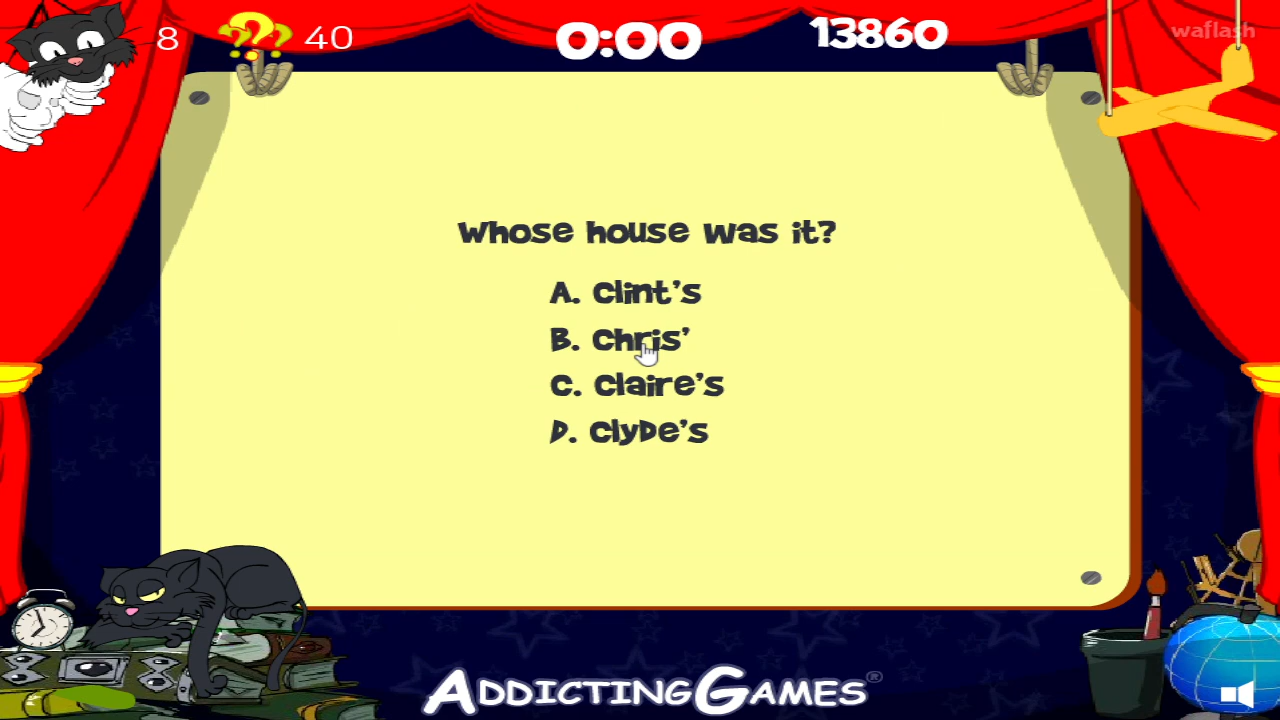 8 ??? 40 0:00 13860 waflash
Whose house was it?
A. Clint's
B. Chris'
C. Claire's
D. Clyde's
ADDICTINGGAMES®